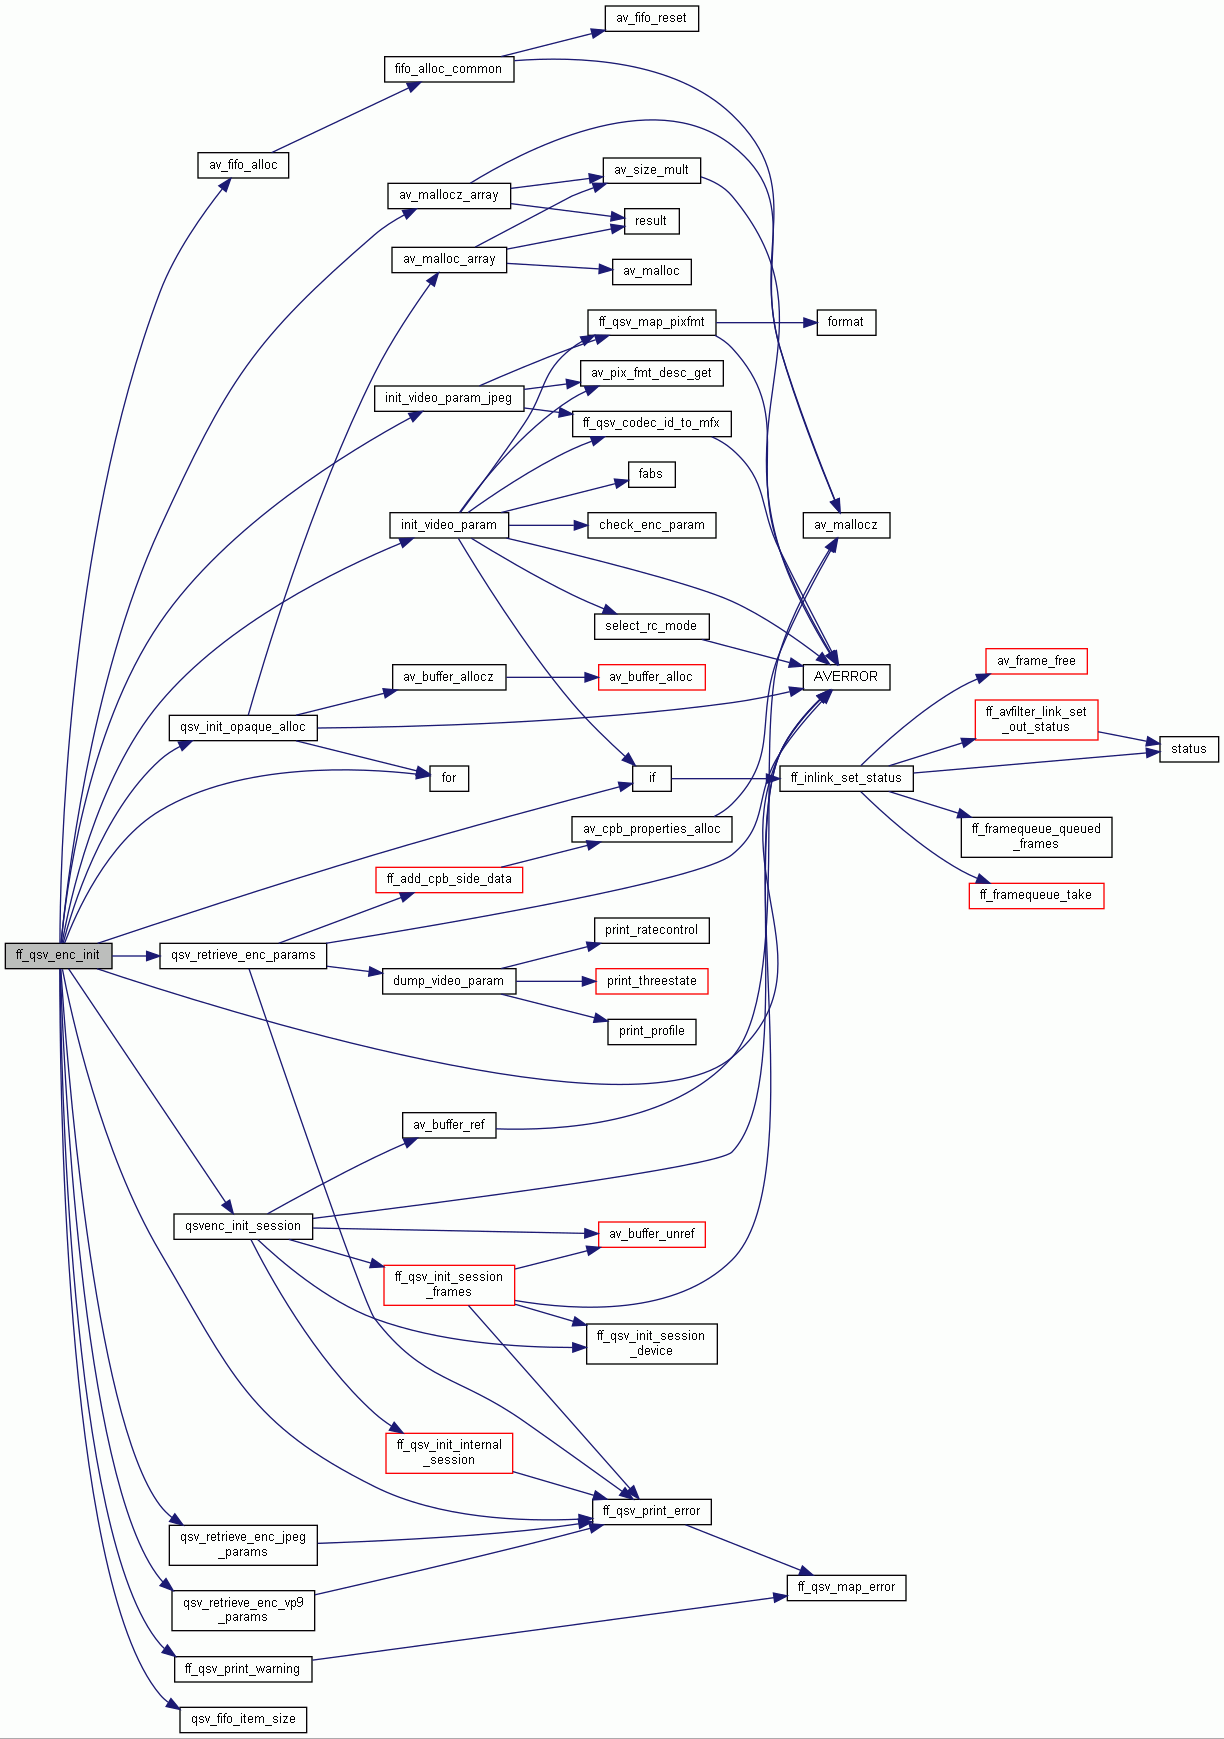 av_fifo_reset
fifo_alloc_common
av_fifo_alloc
av_size_mult
av_mallocz_array
result
av_malloc_array
av_malloc
ff_qsv_map_pixfmt
format
av_pix_fmt_desc_get
init_video_param_jpeg
ff_qsv_codec_id_to_mfx
fabs
init_video_param
check_enc_param
av_mallocz
select_rc_mode
av_frame_free
av_buffer_allocz
av_buffer_alloc
AVERROR
ff_avfilter_link_set
_out_status
qsv_init_opaque_alloc
status
for
if
ff_inlink_set_status
av_cpb_properties_alloc
ff_framequeue_queued
_frames
ff_add_cpb_side_data
ff_framequeue_take
print_ratecontrol
ff_qsv_enc_init
qsv_retrieve_enc_params
dump_video_param
print_threestate
print_profile
av_buffer_ref
qsvenc_init_session
av_buffer_unref
ff_qsv_init_session
_frames
ff_qsv_init_session
_device
ff_qsv_init_internal
_session
ff_qsv_print_error
qsv_retrieve_enc_jpeg
_params
ff_qsv_map_error
qsv_retrieve_enc_vp9
_params
ff_qsv_print_warning
qsv_fifo_item_size